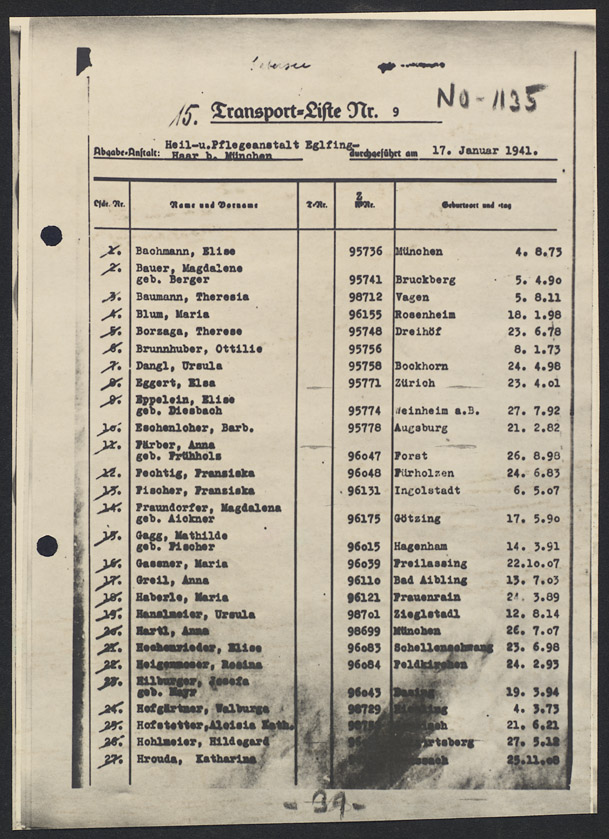 NO-1135
15. Transport-Liste Nr. 9
Abgabe-Anstalt: Heil-u.Pflegeanstalt Eglfing-
Haar b. München durchgeführt am 17. Januar 1941.
Lfde. Nr. Name und Vorname T-Nr. Z Nr. Geburtsort und -tag
1. Bachmann, Elise 95736 München 4. 8.73
2. Bauer, Magdalene
geb. Berger 95741 Bruckberg 5. 4.90
3. Baumann, Theresia 98712 Vagen 5. 8.11
4. Blum, Maria 96155 Rosenheim 18. 1.98
5. Borzaga, Therese 95748 Dreihöf 23. 6.78
6. Brunnhuber, Ottilie 95756 8. 1.73
7. Dangl, Ursula 95758 Bockhorn 24. 4.98
8. Eggert, Elsa 95771 Zürich 23. 4.01
9. Eppelein, Elise
geb. Diesbach 95774 Weinheim a.B. 27. 7.92
10. Eschenloher, Barb. 95778 Augsburg 21. 2.82
11. Färber, Anna
geb. Frühholz 96047 Forst 26. 8.98
12. Fechtig, Franziska 96048 Fürholzen 24. 6.83
13. Fischer, Franziska 96131 Ingolstadt 6. 5.07
14. Fraundorfer, Magdalena
geb. Aickner 96175 Götzing 17. 5.90
15. Gagg, Mathilde
geb. Fischer 96015 Hagenham 14. 3.91
16. Gassner, Maria 96039 Freilassing 22.10.07
17. Greil, Anna 96110 Bad Aibling 13. 7.03
18. Haberle, Maria 96121 Frauenrain 3.89
19. Hanslmeier, Ursula 98701 Zieglstadl 12. 8.14
20. Hartl, Anna 98699 München 26. 7.07
21. Hechenrieder, Elise 96083 Schellenschwang 23. 6.98
22. Heigenmoser, Rosina 96084 Feldkirchen 24. 2.93
23. Hilburger, Josefa
geb. Mayr 96043 19. 3.94
24. Hofgärtner, Walburga 98729 4. 3.73
25. Hofstetter,Aloisia Kath. 21. 6.21
26. Hohlmeier, Hildegard 27. 5.12
27. Hrouda, Katharina 25.11.08
- 39 -